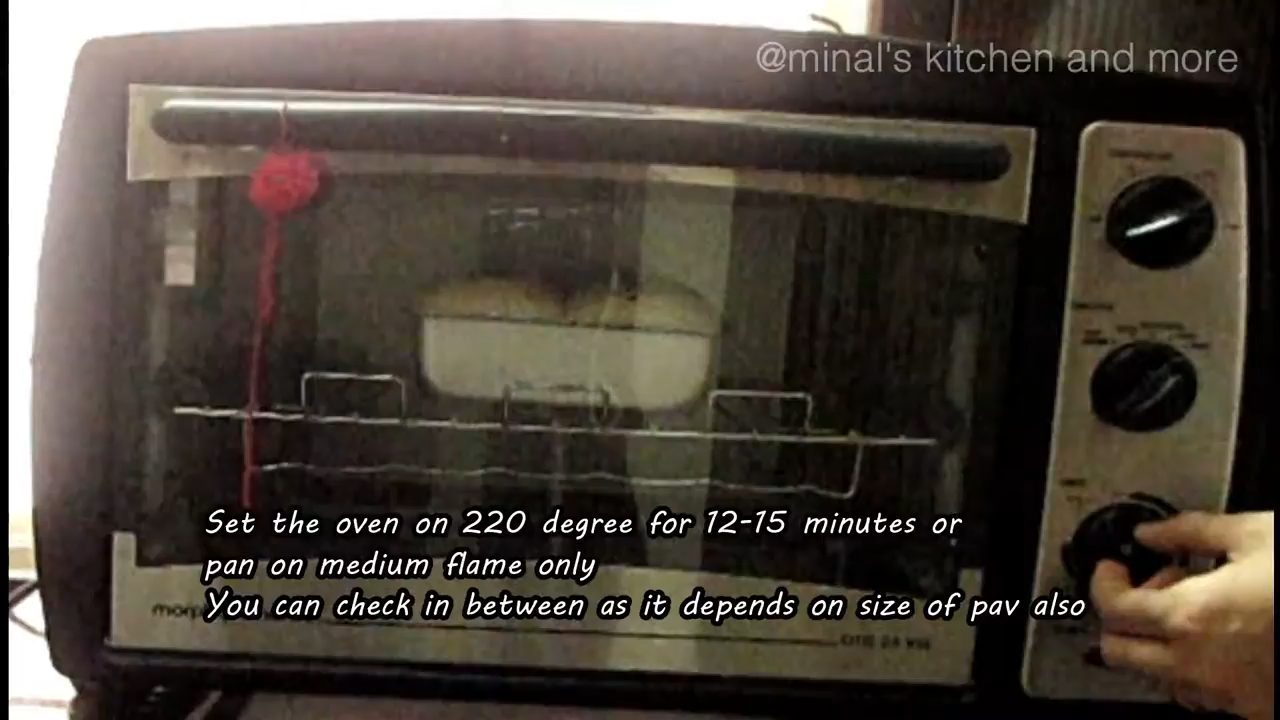 @minal's kitchen and more
Set the oven on 220 degree for 12-15 minutes or
pan on medium flame only
You can check in between as it depends on size of pav also